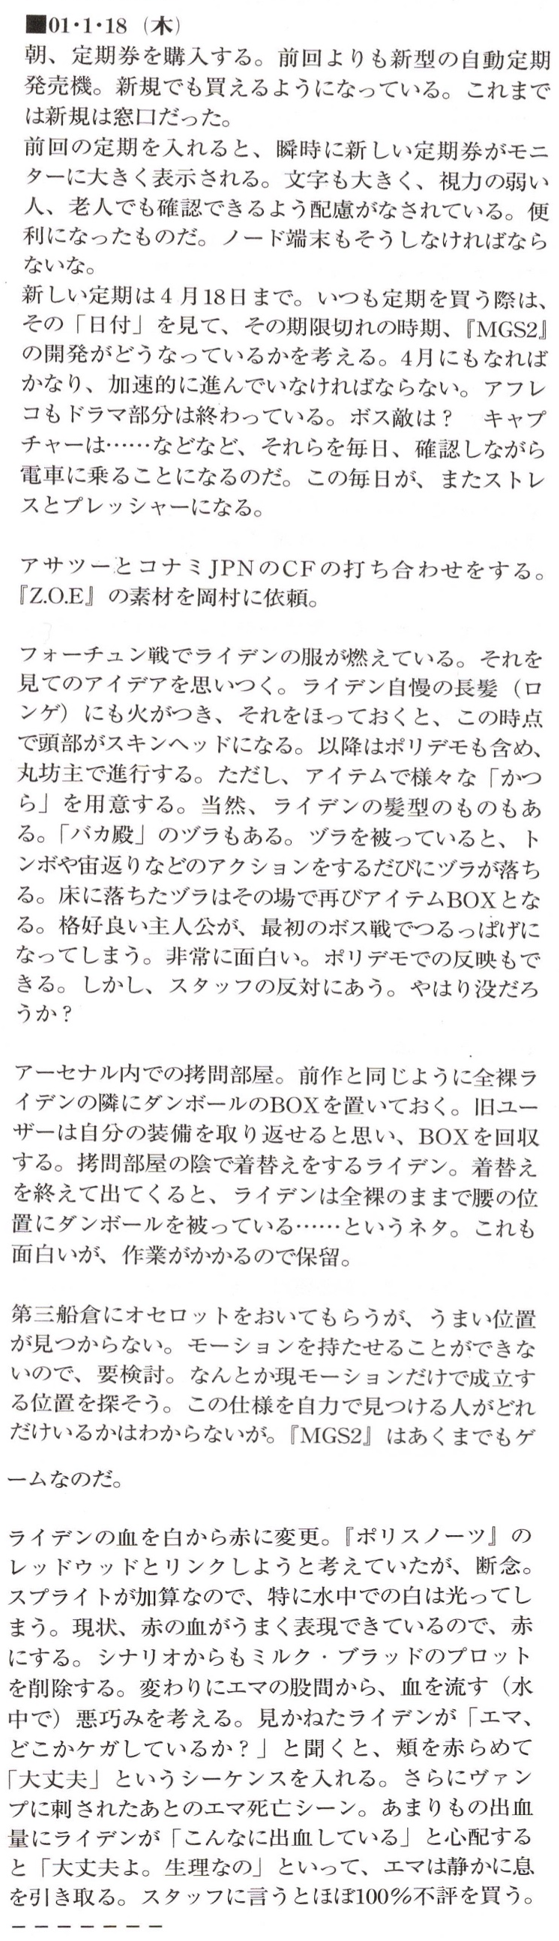 ■01・1・18（木）
朝、定期券を購入する。前回よりも新型の自動定期
発売機。新規でも買えるようになっている。これまで
は新規は窓口だった。
前回の定期を入れると、瞬時に新しい定期券がモニ
ターに大きく表示される。文字も大きく、視力の弱い
人、老人でも確認できるよう配慮がなされている。便
利になったものだ。ノード端末もそうしなければなら
ないな。
新しい定期は4月18日まで。いつも定期を買う際は、
その「日付」を見て、その期限切れの時期、『MGS2』
の開発がどうなっているかを考える。4月にもなれば
かなり、加速的に進んでいなければならない。アフレ
コもドラマ部分は終わっている。ボス敵は？　キャプ
チャーは……などなど、それらを毎日、確認しながら
電車に乗ることになるのだ。この毎日が、またストレ
スとプレッシャーになる。
アサツーとコナミJPNのCFの打ち合わせをする。
『Z.O.E』の素材を岡村に依頼。
フォーチュン戦でライデンの服が燃えている。それを
見てのアイデアを思いつく。ライデン自慢の長髪（ロ
ンゲ）にも火がつき、それをほっておくと、この時点
で頭部がスキンヘッドになる。以降はポリデモも含め、
丸坊主で進行する。ただし、アイテムで様々な「かつ
ら」を用意する。当然、ライデンの髪型のものもあ
る。「バカ殿」のヅラもある。ヅラを被っていると、ト
ンボや宙返りなどのアクションをするだびにヅラが落ち
る。床に落ちたヅラはその場で再びアイテムBOXとな
る。格好良い主人公が、最初のボス戦でつるっぱげに
なってしまう。非常に面白い。ポリデモでの反映もで
きる。しかし、スタッフの反対にあう。やはり没だろ
うか？
アーセナル内での拷問部屋。前作と同じように全裸ラ
イデンの隣にダンボールのBOXを置いておく。旧ユー
ザーは自分の装備を取り返せると思い、BOXを回収
する。拷問部屋の陰で着替えをするライデン。着替え
を終えて出てくると、ライデンは全裸のままで腰の位
置にダンボールを被っている……というネタ。これも
面白いが、作業がかかるので保留。
第三船倉にオセロットをおいてもらうが、うまい位置
が見つからない。モーションを持たせることができな
いので、要検討。なんとか現モーションだけで成立す
る位置を探そう。この仕様を自力で見つける人がどれ
だけいるかはわからないが。『MGS2』はあくまでもゲ
ームなのだ。
ライデンの血を白から赤に変更。『ポリスノーツ』の
レッドウッドとリンクしようと考えていたが、断念。
スプライトが加算なので、特に水中での白は光ってし
まう。現状、赤の血がうまく表現できているので、赤
にする。シナリオからもミルク・ブラッドのプロット
を削除する。変わりにエマの股間から、血を流す（水
中で）悪巧みを考える。見かねたライデンが「エマ、
どこかケガしているか？」と聞くと、頬を赤らめて
「大丈夫」というシーケンスを入れる。さらにヴァン
プに刺されたあとのエマ死亡シーン。あまりもの出血
量にライデンが「こんなに出血している」と心配する
と「大丈夫よ。生理なの」といって、エマは静かに息
を引き取る。スタッフに言うとほぼ100％不評を買う。
－－－－－－－